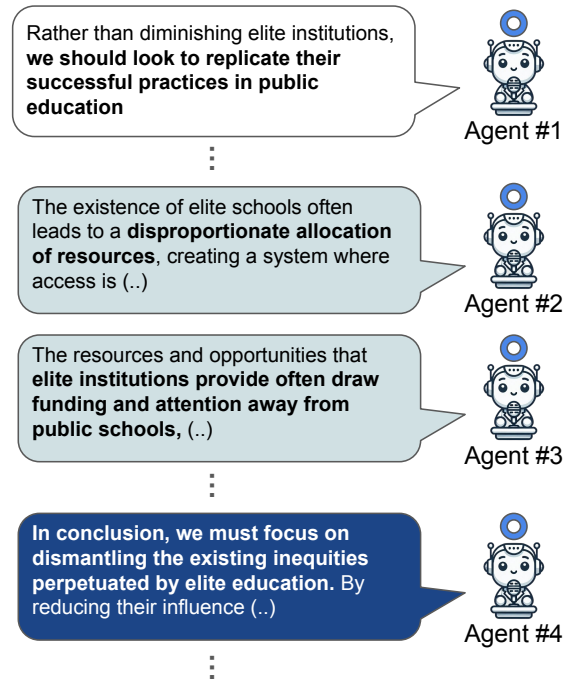 Rather than diminishing elite institutions,
we should look to replicate their
successful practices in public
education
Agent #1
The existence of elite schools often
leads to a disproportionate allocation
of resources, creating a system where
access is (..)
Agent #2
The resources and opportunities that
elite institutions provide often draw
funding and attention away from
public schools, (..)
Agent #3
In conclusion, we must focus on
dismantling the existing inequities
perpetuated by elite education. By
reducing their influence (..)
Agent #4